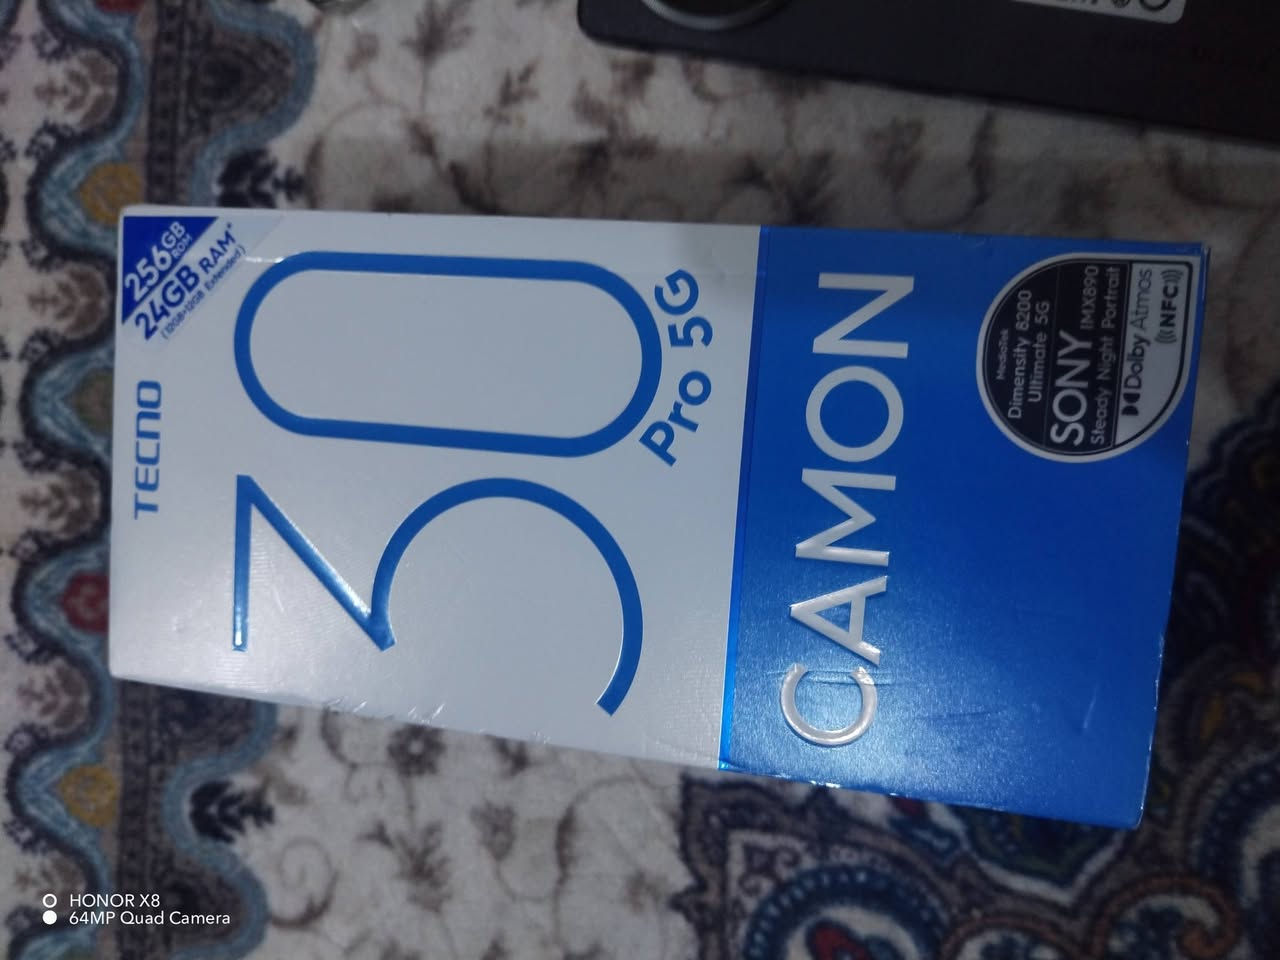 256GB
ROM
24GB RAM*
(12GB+12GB Extended)
TECNO
30
Pro 5G
CAMON
MediaTek
Dimensity 8200
Ultimate 5G
SONY IMX890
Steady Night Portrait
Dolby Atmos
NFC
HONOR X8
64MP Quad Camera